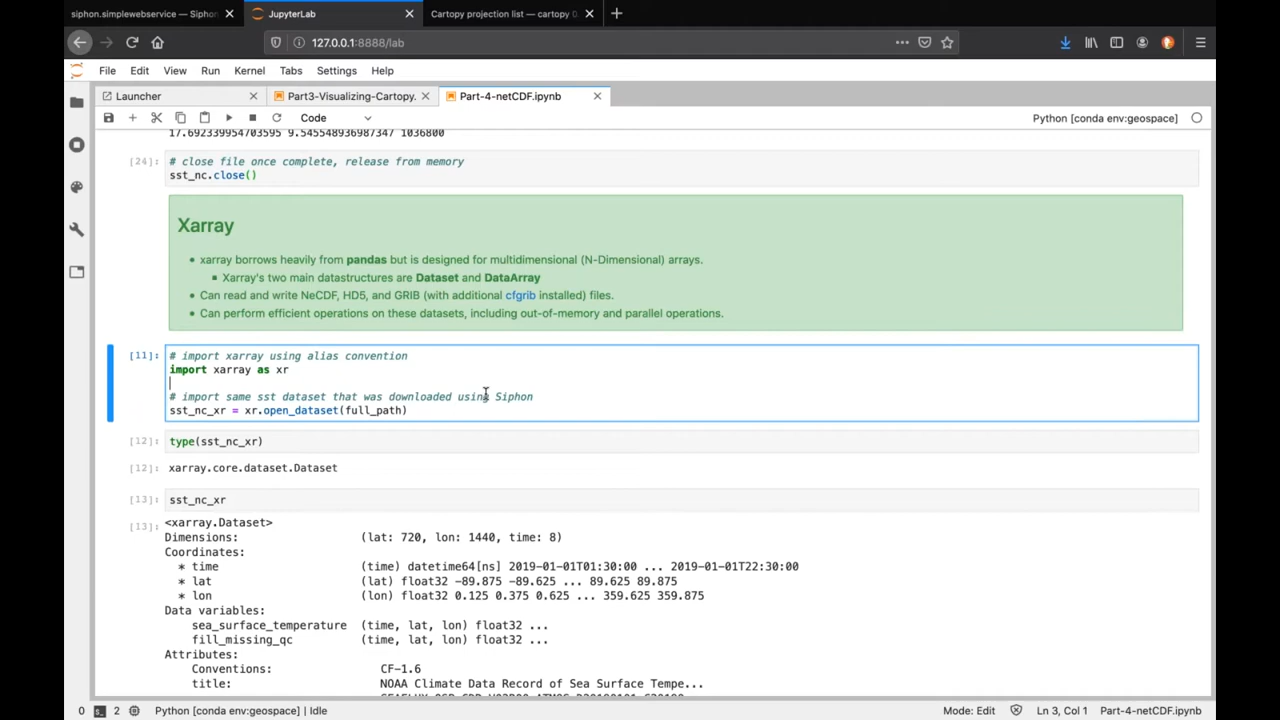 siphon.simplewebservice — Siphon
JupyterLab
Cartopy projection list — cartopy 0.
127.0.0.1:8888/lab
File Edit View Run Kernel Tabs Settings Help
Launcher
Part3-Visualizing-Cartopy.
Part-4-netCDF.ipynb
Code
Python [conda env:geospace]
17.692339954703595 9.545548936987347 1036800
[24]: # close file once complete, release from memory
sst_nc.close()
Xarray
• xarray borrows heavily from pandas but is designed for multidimensional (N-Dimensional) arrays.
▪ Xarray's two main datastructures are Dataset and DataArray
• Can read and write NeCDF, HD5, and GRIB (with additional cfgrib installed) files.
• Can perform efficient operations on these datasets, including out-of-memory and parallel operations.
[11]: # import xarray using alias convention
import xarray as xr
# import same sst dataset that was downloaded using Siphon
sst_nc_xr = xr.open_dataset(full_path)
[12]: type(sst_nc_xr)
[12]: xarray.core.dataset.Dataset
[13]: sst_nc_xr
[13]: <xarray.Dataset>
Dimensions: (lat: 720, lon: 1440, time: 8)
Coordinates:
* time (time) datetime64[ns] 2019-01-01T01:30:00 ... 2019-01-01T22:30:00
* lat (lat) float32 -89.875 -89.625 ... 89.625 89.875
* lon (lon) float32 0.125 0.375 0.625 ... 359.625 359.875
Data variables:
sea_surface_temperature (time, lat, lon) float32 ...
fill_missing_qc (time, lat, lon) float32 ...
Attributes:
Conventions: CF-1.6
title: NOAA Climate Data Record of Sea Surface Tempe...
0 2 Python [conda env:geospace] | Idle
Mode: Edit Ln 3, Col 1 Part-4-netCDF.ipynb